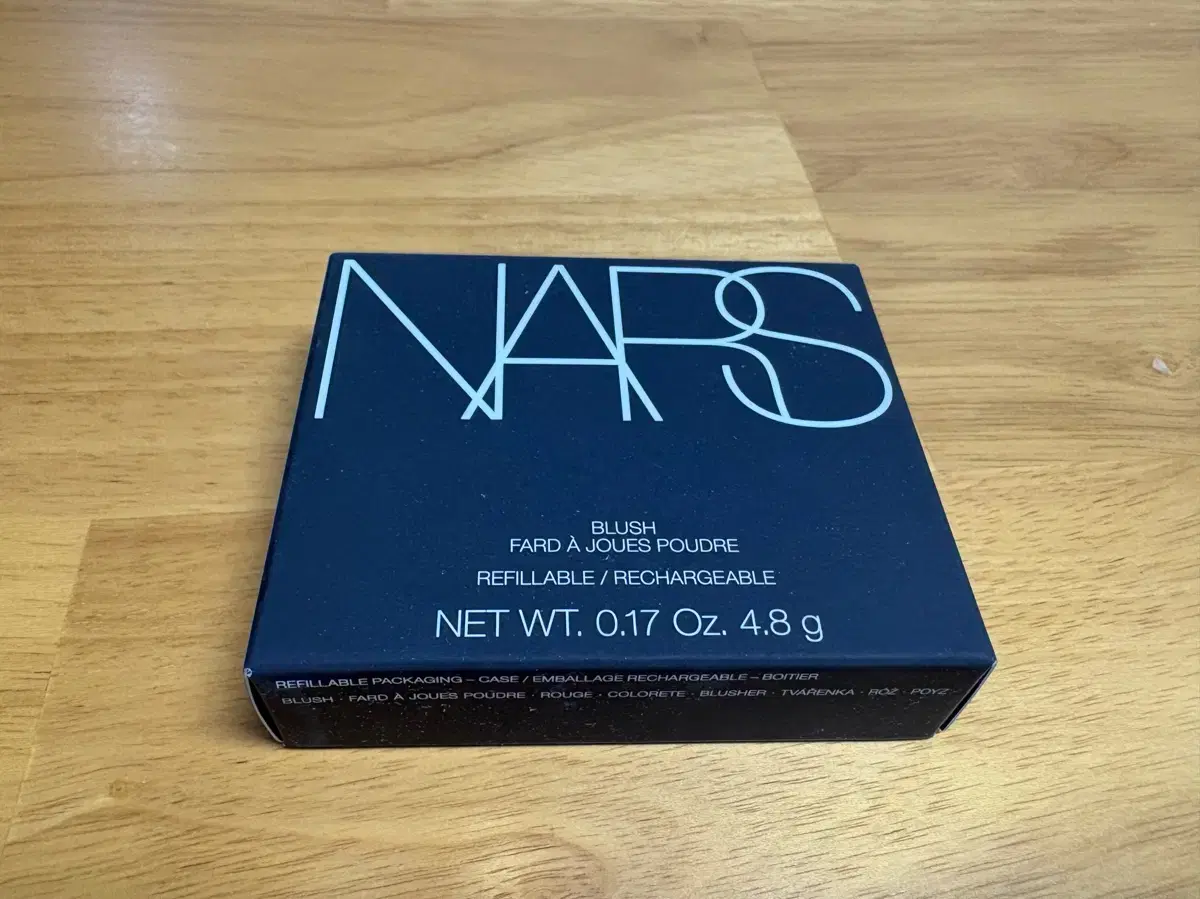 NARS
BLUSH
FARD À JOUES POUDRE
REFILLABLE / RECHARGEABLE
NET WT. 0.17 Oz. 4.8 g
REFILLABLE PACKAGING – CASE / EMBALLAGE RECHARGEABLE – BOITIER
BLUSH · FARD À JOUES POUDRE · ROUGE · COLORETE · BLUSHER · TVÁŘENKA · RÓŻ · ΡΟΥΖ